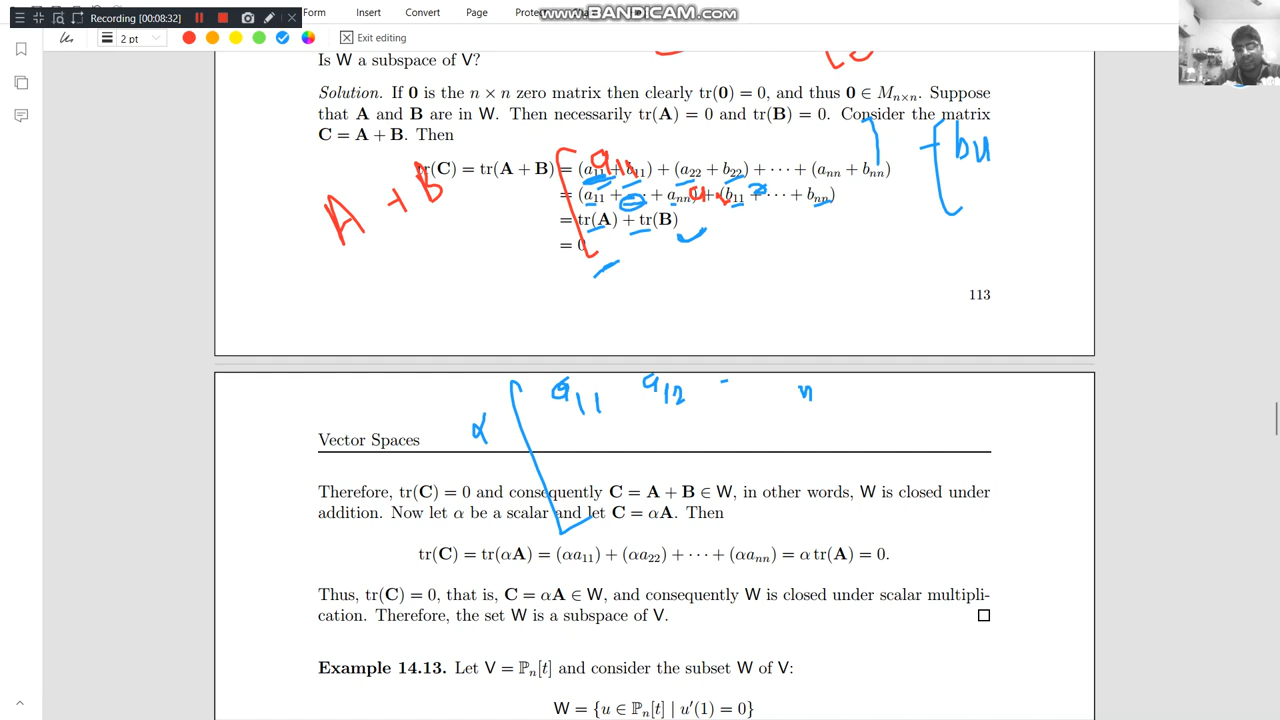 Recording [00:08:32]
Form Insert Convert Page
www.BANDICAM.com
2 pt
Exit editing
Is W a subspace of V?
Solution. If 0 is the n × n zero matrix then clearly tr(0) = 0, and thus 0 ∈ Mₙₓₙ. Suppose
that A and B are in W. Then necessarily tr(A) = 0 and tr(B) = 0. Consider the matrix
C = A + B. Then
tr(C) = tr(A + B) = (a₁₁ + b₁₁) + (a₂₂ + b₂₂) + ··· + (aₙₙ + bₙₙ)
= (a₁₁ + ··· + aₙₙ) + (b₁₁ + ··· + bₙₙ)
= tr(A) + tr(B)
= 0
A + B
a₁₁
113
a₁₁ a₁₂
α
Vector Spaces
Therefore, tr(C) = 0 and consequently C = A + B ∈ W, in other words, W is closed under
addition. Now let α be a scalar and let C = αA. Then
tr(C) = tr(αA) = (αa₁₁) + (αa₂₂) + ··· + (αaₙₙ) = α tr(A) = 0.
Thus, tr(C) = 0, that is, C = αA ∈ W, and consequently W is closed under scalar multipli-
cation. Therefore, the set W is a subspace of V.
Example 14.13. Let V = ℙₙ[t] and consider the subset W of V:
W = {u ∈ ℙₙ[t] | u′(1) = 0}